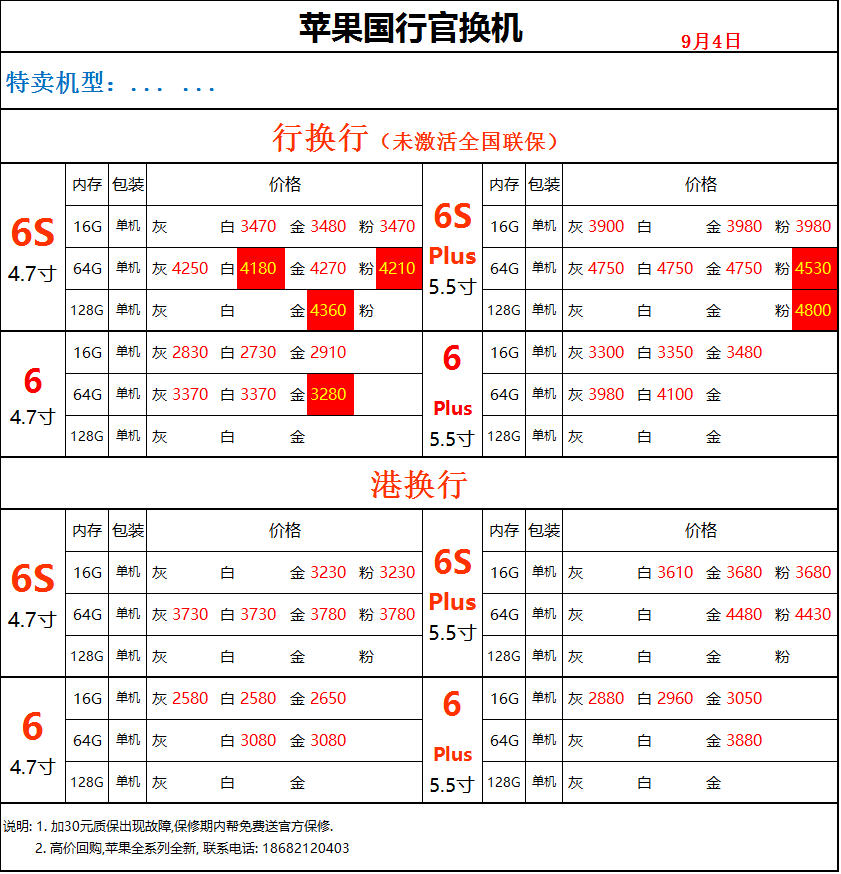 苹果国行官换机
9月4日
特卖机型：... ...
行换行（未激活全国联保）
6S 4.7寸 内存 包装 价格 6S Plus 5.5寸 内存 包装 价格
16G 单机 灰 白 3470 金 3480 粉 3470 16G 单机 灰 3900 白 金 3980 粉 3980
64G 单机 灰 4250 白 4180 金 4270 粉 4210 64G 单机 灰 4750 白 4750 金 4750 粉 4530
128G 单机 灰 白 金 4360 粉 128G 单机 灰 白 金 粉 4800
6 4.7寸 16G 单机 灰 2830 白 2730 金 2910 6 Plus 5.5寸 16G 单机 灰 3300 白 3350 金 3480
64G 单机 灰 3370 白 3370 金 3280 64G 单机 灰 3980 白 4100 金
128G 单机 灰 白 金 128G 单机 灰 白 金
港换行
6S 4.7寸 内存 包装 价格 6S Plus 5.5寸 内存 包装 价格
16G 单机 灰 白 金 3230 粉 3230 16G 单机 灰 白 3610 金 3680 粉 3680
64G 单机 灰 3730 白 3730 金 3780 粉 3780 64G 单机 灰 白 金 4480 粉 4430
128G 单机 灰 白 金 粉 128G 单机 灰 白 金 粉
6 4.7寸 16G 单机 灰 2580 白 2580 金 2650 6 Plus 5.5寸 16G 单机 灰 2880 白 2960 金 3050
64G 单机 灰 白 3080 金 3080 64G 单机 灰 白 金 3880
128G 单机 灰 白 金 128G 单机 灰 白 金
说明: 1. 加30元质保出现故障,保修期内帮免费送官方保修.
2. 高价回购,苹果全系列全新, 联系电话: 18682120403